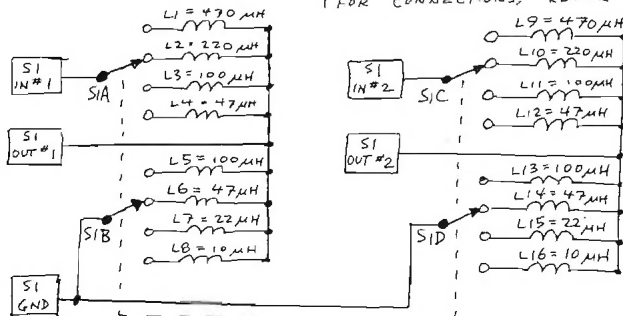 FOR CONNECTIONS,
L1 = 470 μH
L2 = 220 μH
L3 = 100 μH
L4 = 47 μH
S1
IN #1
S1A
S1
OUT #1
L5 = 100 μH
L6 = 47 μH
L7 = 22 μH
L8 = 10 μH
S1B
S1
GND
L9 = 470 μH
L10 = 220 μH
L11 = 100 μH
L12 = 47 μH
S1
IN #2
S1C
S1
OUT #2
L13 = 100 μH
L14 = 47 μH
L15 = 22 μH
L16 = 10 μH
S1D